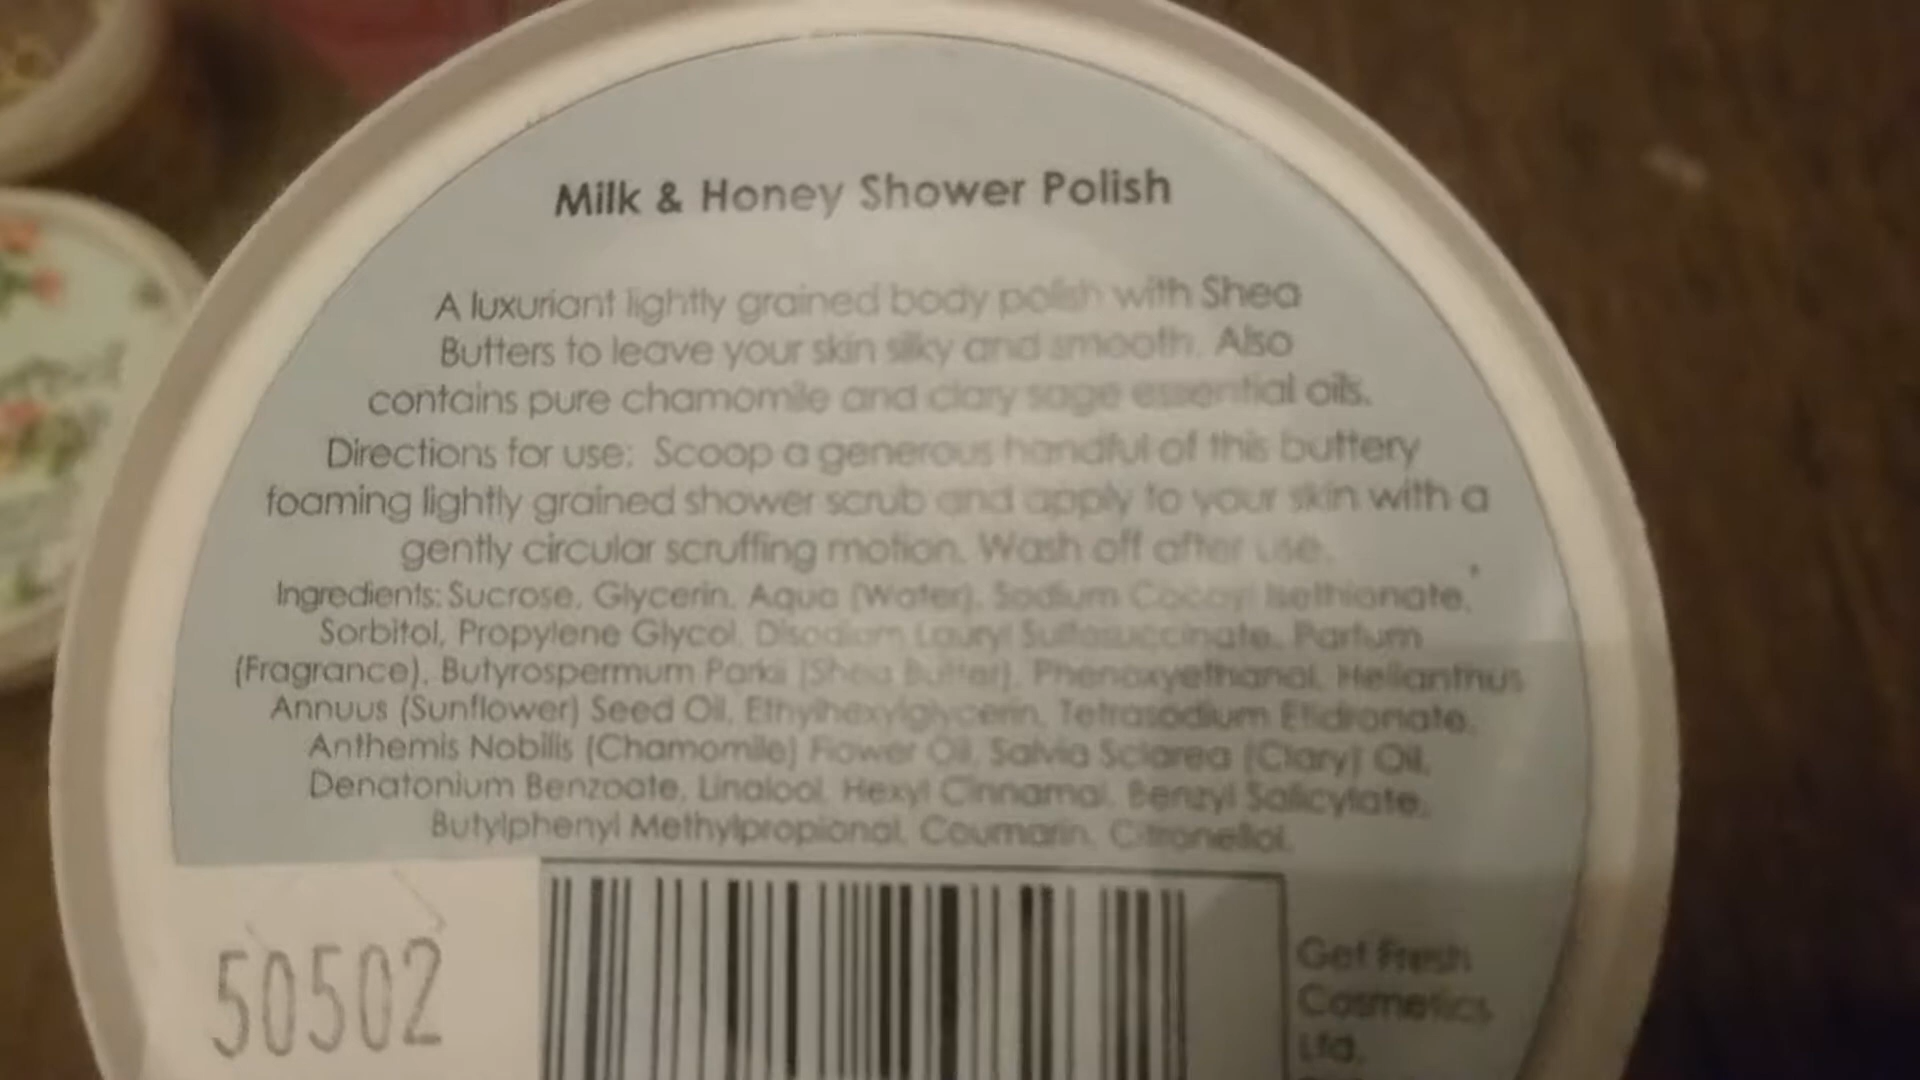 Milk & Honey Shower Polish
A luxuriant lightly grained body polish with Shea
Butters to leave your skin silky and smooth. Also
contains pure chamomile and clary sage essential oils.
Directions for use: Scoop a generous handful of this buttery
foaming lightly grained shower scrub and apply to your skin with a
gently circular scruffing motion. Wash off after use.
Ingredients: Sucrose, Glycerin, Aqua (Water), Sodium Cocoyl Isethionate,
Sorbitol, Propylene Glycol, Disodium Lauryl Sulfosuccinate, Parfum
(Fragrance), Butyrospermum Parkii (Shea Butter), Phenoxyethanol, Helianthus
Annuus (Sunflower) Seed Oil, Ethylhexylglycerin, Tetrasodium Etidronate,
Anthemis Nobilis (Chamomile) Flower Oil, Salvia Sclarea (Clary) Oil,
Denatonium Benzoate, Linalool, Hexyl Cinnamal, Benzyl Salicylate,
Butylphenyl Methylpropional, Coumarin, Citronellol.
50502
Get Fresh
Cosmetics
Ltd.